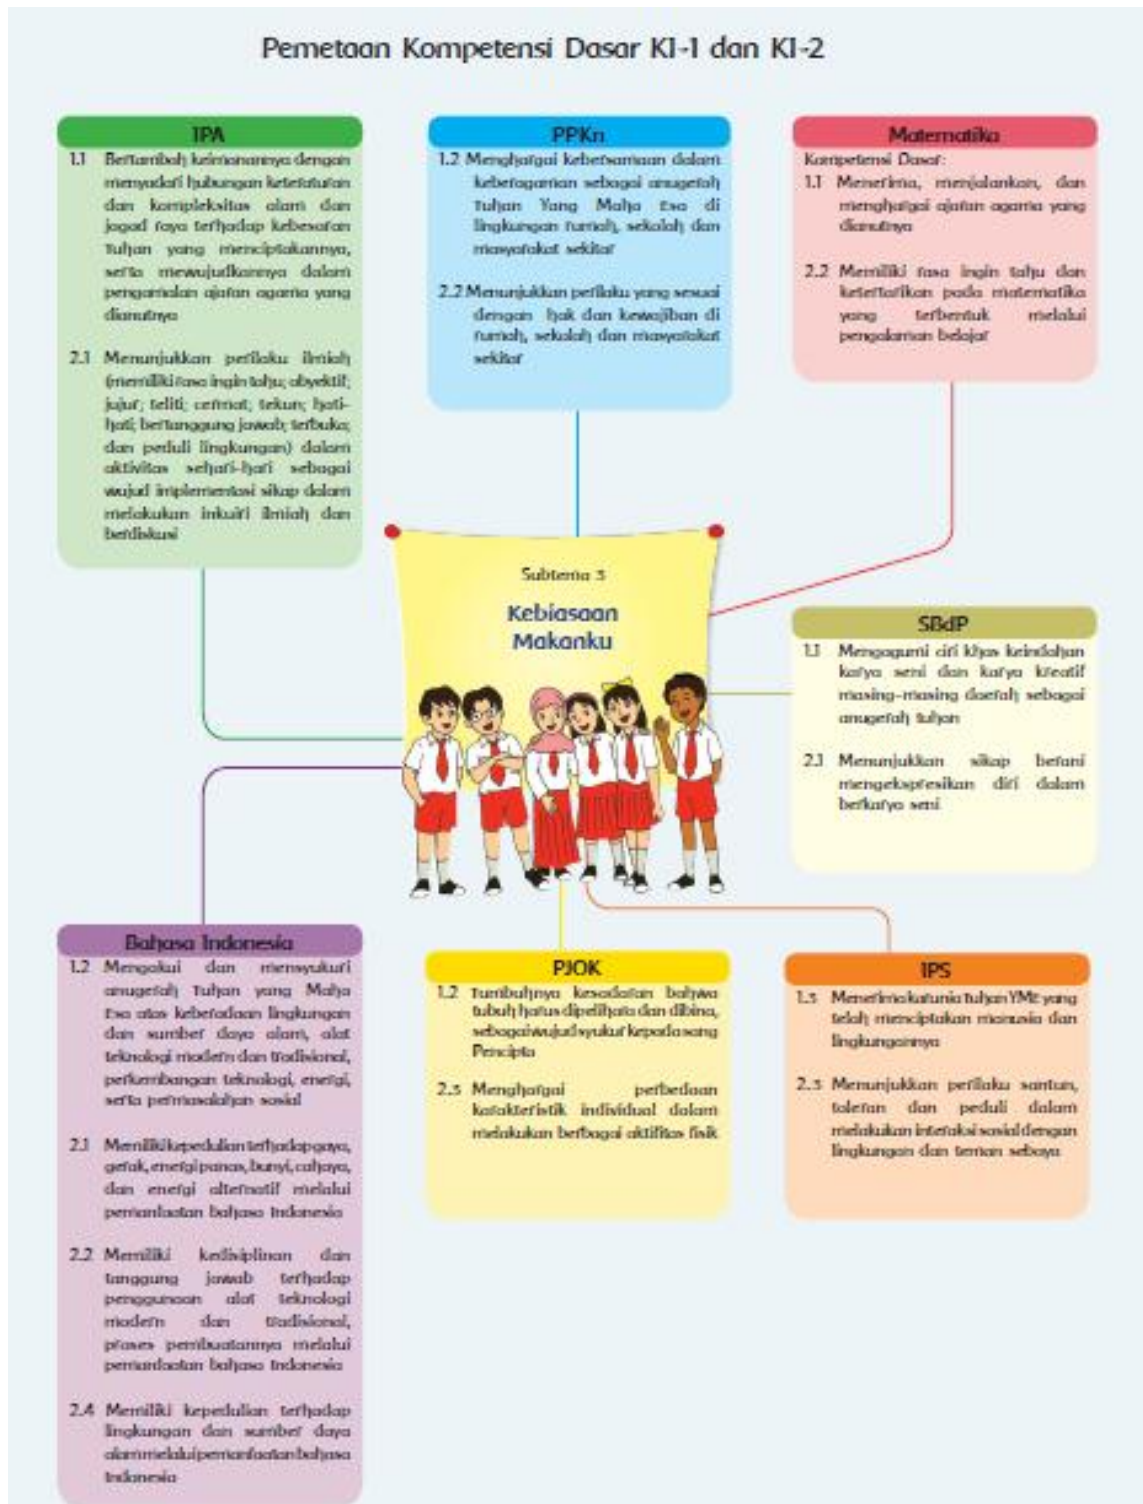 Pemetaan Kompetensi Dasar KI-1 dan KI-2
IPA
1.1 Bertambah keimanannya dengan
menyadari hubungan keteraturan
dan kompleksitas alam dan
jagad raya terhadap kebesaran
Tuhan yang menciptakannya,
serta mewujudkannya dalam
pengamalan ajaran agama yang
dianutnya
2.1 Menunjukkan perilaku ilmiah
(memiliki rasa ingin tahu; obyektif;
jujur; teliti; cermat; tekun; hati-
hati; bertanggung jawab; terbuka;
dan peduli lingkungan) dalam
aktivitas sehari-hari sebagai
wujud implementasi sikap dalam
melakukan inkuiri ilmiah dan
berdiskusi
PPKn
1.2 Menghargai kebersamaan dalam
keberagaman sebagai anugerah
Tuhan Yang Maha Esa di
lingkungan rumah, sekolah dan
masyarakat sekitar
2.2 Menunjukkan perilaku yang sesuai
dengan hak dan kewajiban di
rumah, sekolah dan masyarakat
sekitar
Matematika
Kompetensi Dasar:
1.1 Menerima, menjalankan, dan
menghargai ajaran agama yang
dianutnya
2.2 Memiliki rasa ingin tahu dan
ketertarikan pada matematika
yang terbentuk melalui
pengalaman belajar
Subtema 3
Kebiasaan
Makanku
SBdP
1.1 Mengagumi ciri khas keindahan
karya seni dan karya kreatif
masing-masing daerah sebagai
anugerah tuhan
2.1 Menunjukkan sikap berani
mengekspresikan diri dalam
berkarya seni
Bahasa Indonesia
1.2 Mengakui dan mensyukuri
anugerah Tuhan yang Maha
Esa atas keberadaan lingkungan
dan sumber daya alam, alat
teknologi modern dan tradisional,
perkembangan teknologi, energi,
serta permasalahan sosial
2.1 Memiliki kepedulian terhadap gaya,
gerak, energi panas, bunyi, cahaya,
dan energi alternatif melalui
pemanfaatan bahasa Indonesia
2.2 Memiliki kedisiplinan dan
tanggung jawab terhadap
penggunaan alat teknologi
modern dan tradisional,
proses pembuatannya melalui
pemanfaatan bahasa Indonesia
2.4 Memiliki kepedulian terhadap
lingkungan dan sumber daya
alam melalui pemanfaatan bahasa
Indonesia
PJOK
1.2 Tumbuhnya kesadaran bahwa
tubuh harus dipelihara dan dibina,
sebagai wujud syukur kepada sang
Pencipta
2.3 Menghargai perbedaan
karakteristik individual dalam
melakukan berbagai aktifitas fisik
IPS
1.3 Menerima karunia tuhan YME yang
telah menciptakan manusia dan
lingkungannya
2.3 Menunjukkan perilaku santun,
toleran dan peduli dalam
melakukan interaksi sosial dengan
lingkungan dan teman sebaya